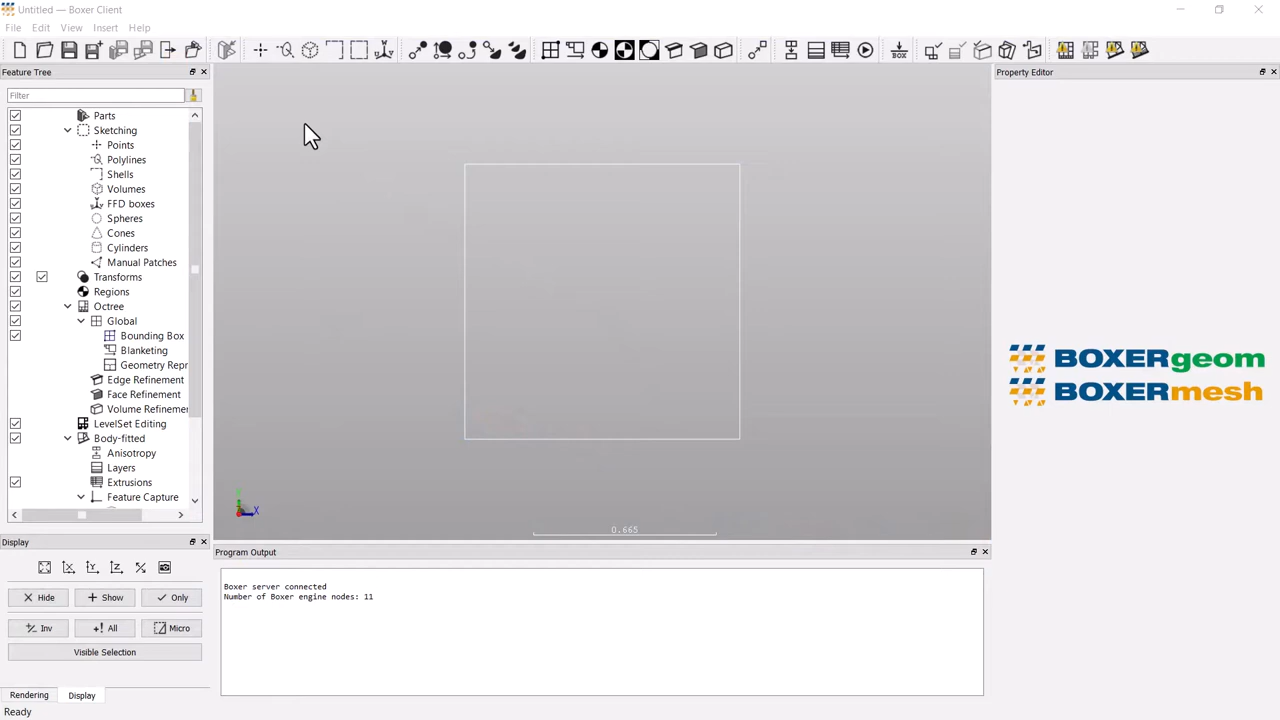 Untitled — Boxer Client
File Edit View Insert Help
BOX
Feature Tree
Property Editor
Filter
Parts
Sketching
Points
Polylines
Shells
Volumes
FFD boxes
Spheres
Cones
Cylinders
Manual Patches
Transforms
Regions
Octree
Global
Bounding Box
Blanketing
Geometry Repr
Edge Refinement
Face Refinement
Volume Refinemer
LevelSet Editing
Body-fitted
Anisotropy
Layers
Extrusions
Feature Capture
X
0.665
BOXERgeom
BOXERmesh
Display
Hide Show Only
Inv All Micro
Visible Selection
Rendering Display
Program Output
Boxer server connected
Number of Boxer engine nodes: 11
Ready